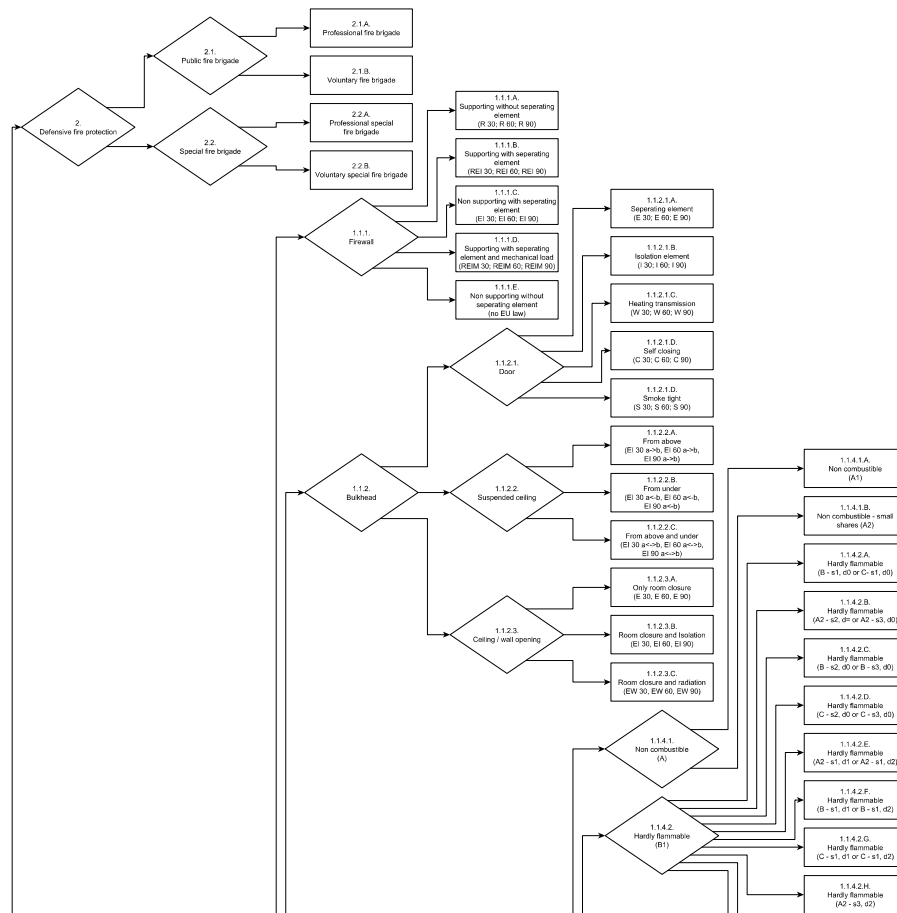 2.1.A.
Professional fire brigade
2.1.
Public fire brigade
2.1.B.
Voluntary fire brigade
2.
Defensive fire protection
2.2.A.
Professional special
fire brigade
2.2.
Special fire brigade
2.2.B.
Voluntary special fire brigade
1.1.1.A.
Supporting without seperating
element
(R 30; R 60; R 90)
1.1.1.B.
Supporting with seperating
element
(REI 30; REI 60; REI 90)
1.1.1.C.
Non supporting with seperating
element
(EI 30; EI 60; EI 90)
1.1.1.
Firewall
1.1.1.D.
Supporting with seperating
element and mechanical load
(REIM 30; REIM 60; REIM 90)
1.1.1.E.
Non supporting without
seperating element
(no EU law)
1.1.2.1.A.
Seperating element
(E 30; E 60; E 90)
1.1.2.1.B.
Isolation element
(I 30; I 60; I 90)
1.1.2.1.C.
Heating transmission
(W 30; W 60; W 90)
1.1.2.1.
Door
1.1.2.1.D.
Self closing
(C 30; C 60; C 90)
1.1.2.1.D.
Smoke tight
(S 30; S 60; S 90)
1.1.2.
Bulkhead
1.1.2.2.A.
From above
(EI 30 a->b, EI 60 a->b,
EI 90 a->b)
1.1.2.2.
Suspended ceiling
1.1.2.2.B.
From under
(EI 30 a<-b, EI 60 a<-b,
EI 90 a<-b)
1.1.2.2.C.
From above and under
(EI 30 a<->b, EI 60 a<->b,
EI 90 a<->b)
1.1.2.3.A.
Only room closure
(E 30, E 60, E 90)
1.1.2.3.
Ceiling / wall opening
1.1.2.3.B.
Room closure and Isolation
(EI 30, EI 60, EI 90)
1.1.2.3.C.
Room closure and radiation
(EW 30, EW 60, EW 90)
1.1.4.1.
Non combustible
(A)
1.1.4.1.A.
Non combustible
(A1)
1.1.4.1.B.
Non combustible - small
shares (A2)
1.1.4.2.
Hardly flammable
(B1)
1.1.4.2.A.
Hardly flammable
(B - s1, d0 or C- s1, d0)
1.1.4.2.B.
Hardly flammable
(A2 - s2, d= or A2 - s3, d0)
1.1.4.2.C.
Hardly flammable
(B - s2, d0 or B - s3, d0)
1.1.4.2.D.
Hardly flammable
(C - s2, d0 or C - s3, d0)
1.1.4.2.E.
Hardly flammable
(A2 - s1, d1 or A2 - s1, d2)
1.1.4.2.F.
Hardly flammable
(B - s1, d1 or B - s1, d2)
1.1.4.2.G.
Hardly flammable
(C - s1, d1 or C - s1, d2)
1.1.4.2.H.
Hardly flammable
(A2 - s3, d2)